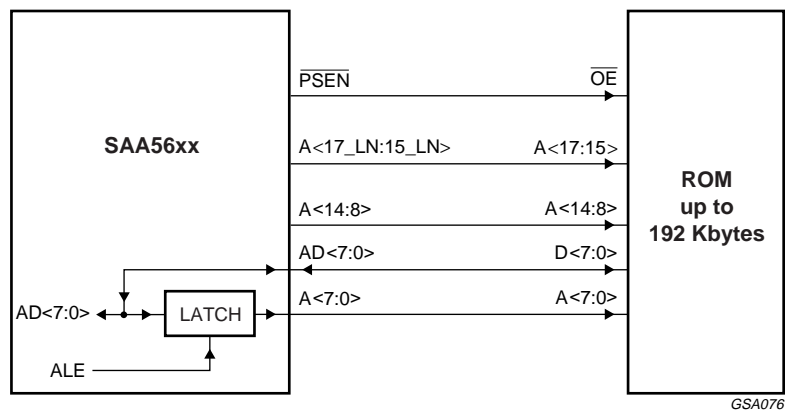 PSEN OE
SAA56xx
A<17_LN:15_LN> A<17:15>
ROM
up to
192 Kbytes
A<14:8> A<14:8>
AD<7:0> D<7:0>
A<7:0> A<7:0>
AD<7:0> LATCH
ALE
GSA076